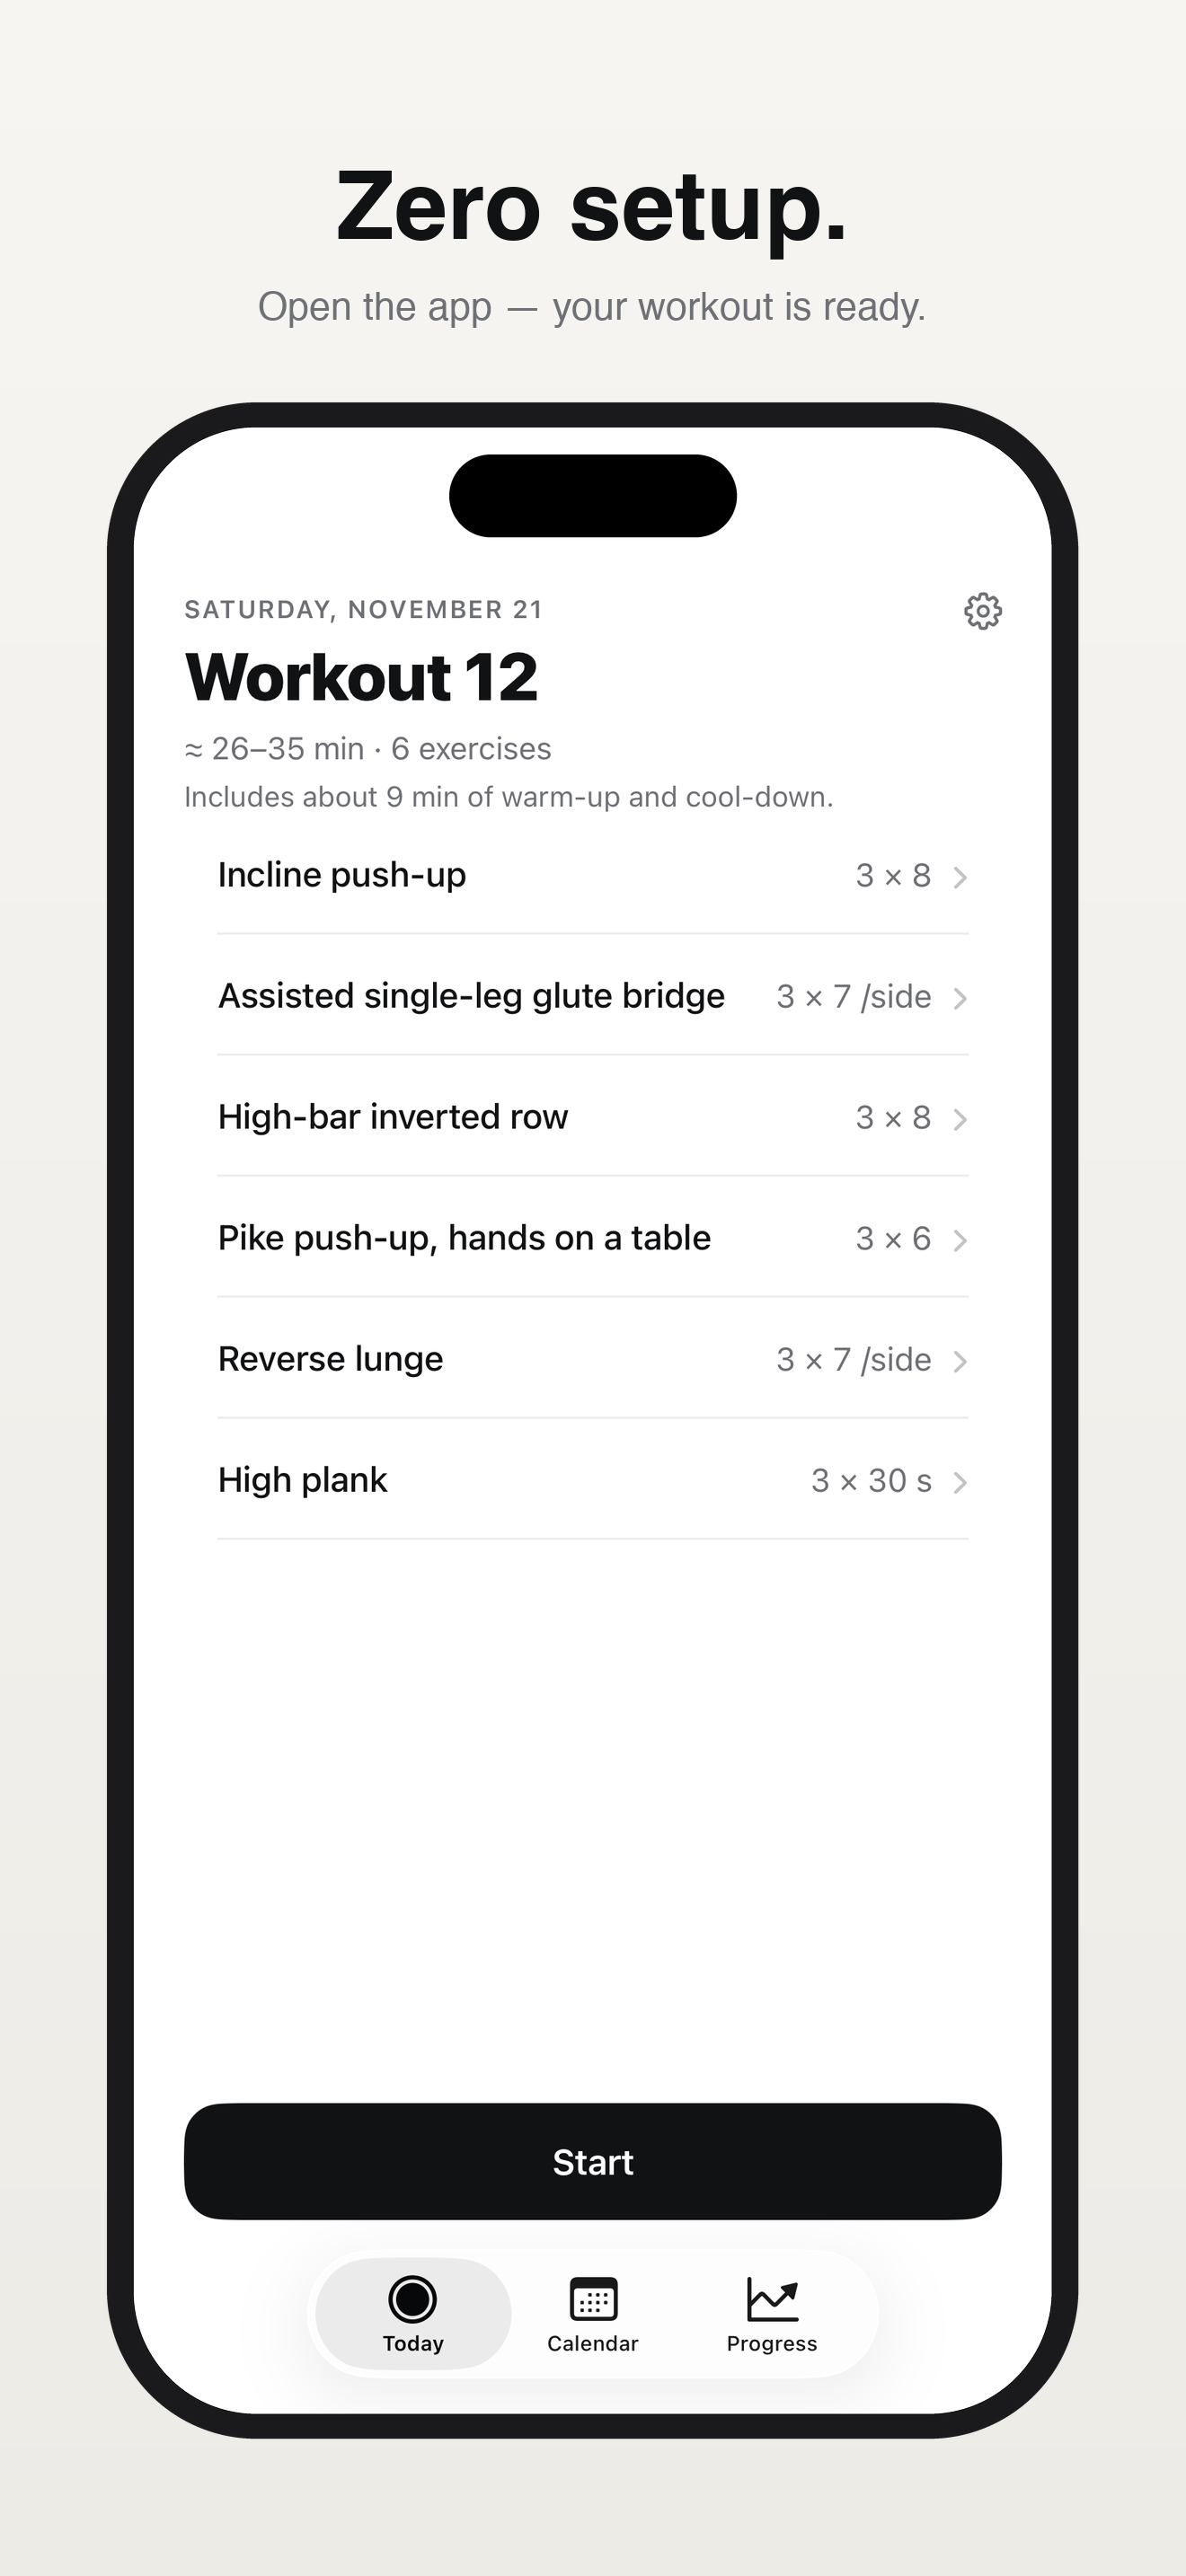 Zero setup.
Open the app — your workout is ready.
SATURDAY, NOVEMBER 21
Workout 12
≈ 26–35 min · 6 exercises
Includes about 9 min of warm-up and cool-down.
Incline push-up 3 × 8
Assisted single-leg glute bridge 3 × 7 /side
High-bar inverted row 3 × 8
Pike push-up, hands on a table 3 × 6
Reverse lunge 3 × 7 /side
High plank 3 × 30 s
Start
Today Calendar Progress